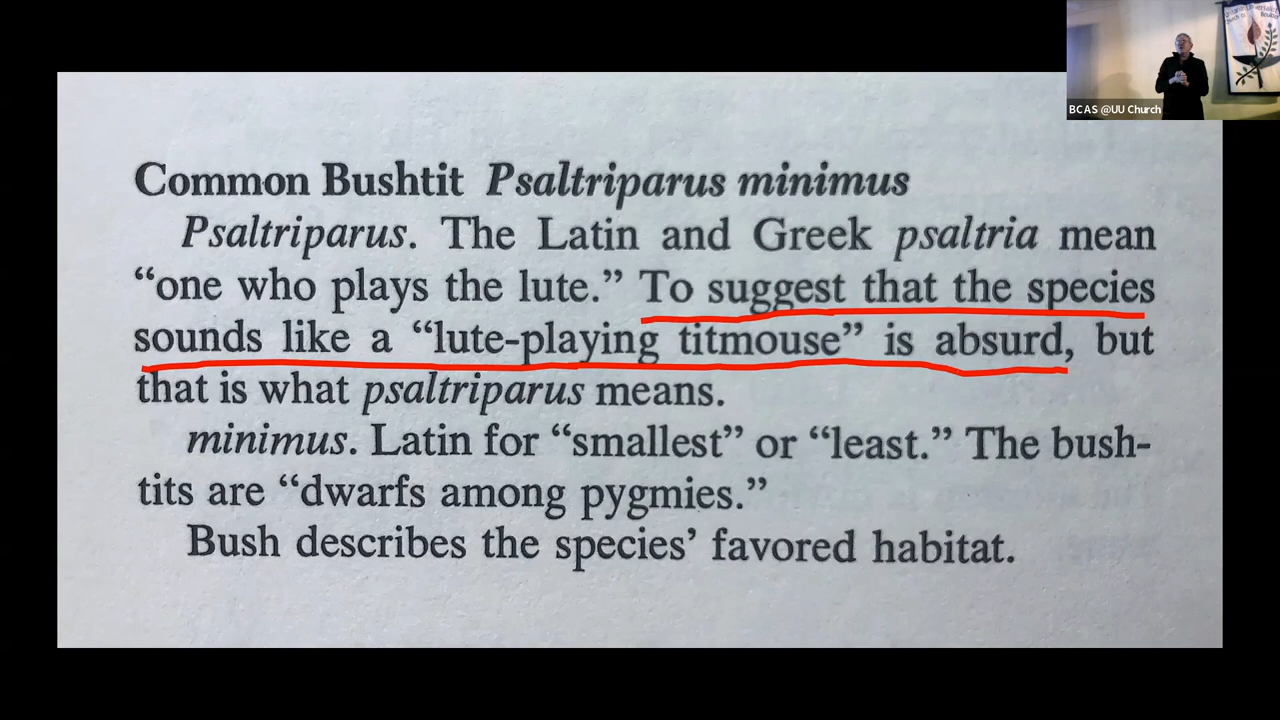 Common Bushtit Psaltriparus minimus
Psaltriparus. The Latin and Greek psaltria mean
“one who plays the lute.” To suggest that the species
sounds like a “lute-playing titmouse” is absurd, but
that is what psaltriparus means.
minimus. Latin for “smallest” or “least.” The bush-
tits are “dwarfs among pygmies.”
Bush describes the species’ favored habitat.
BCAS @UU Church